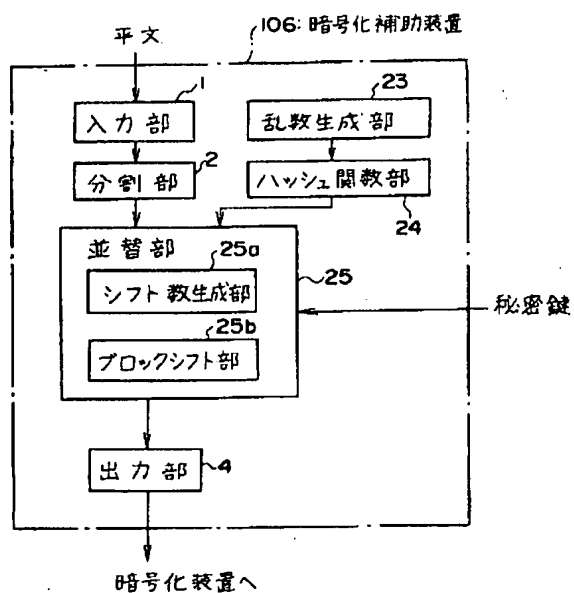 平文
106:暗号化補助装置
1
入力部
23
乱数生成部
2
分割部
ハッシュ関数部
24
並替部
25a
シフト数生成部
25
25b
ブロックシフト部
秘密鍵
出力部
4
暗号化装置へ